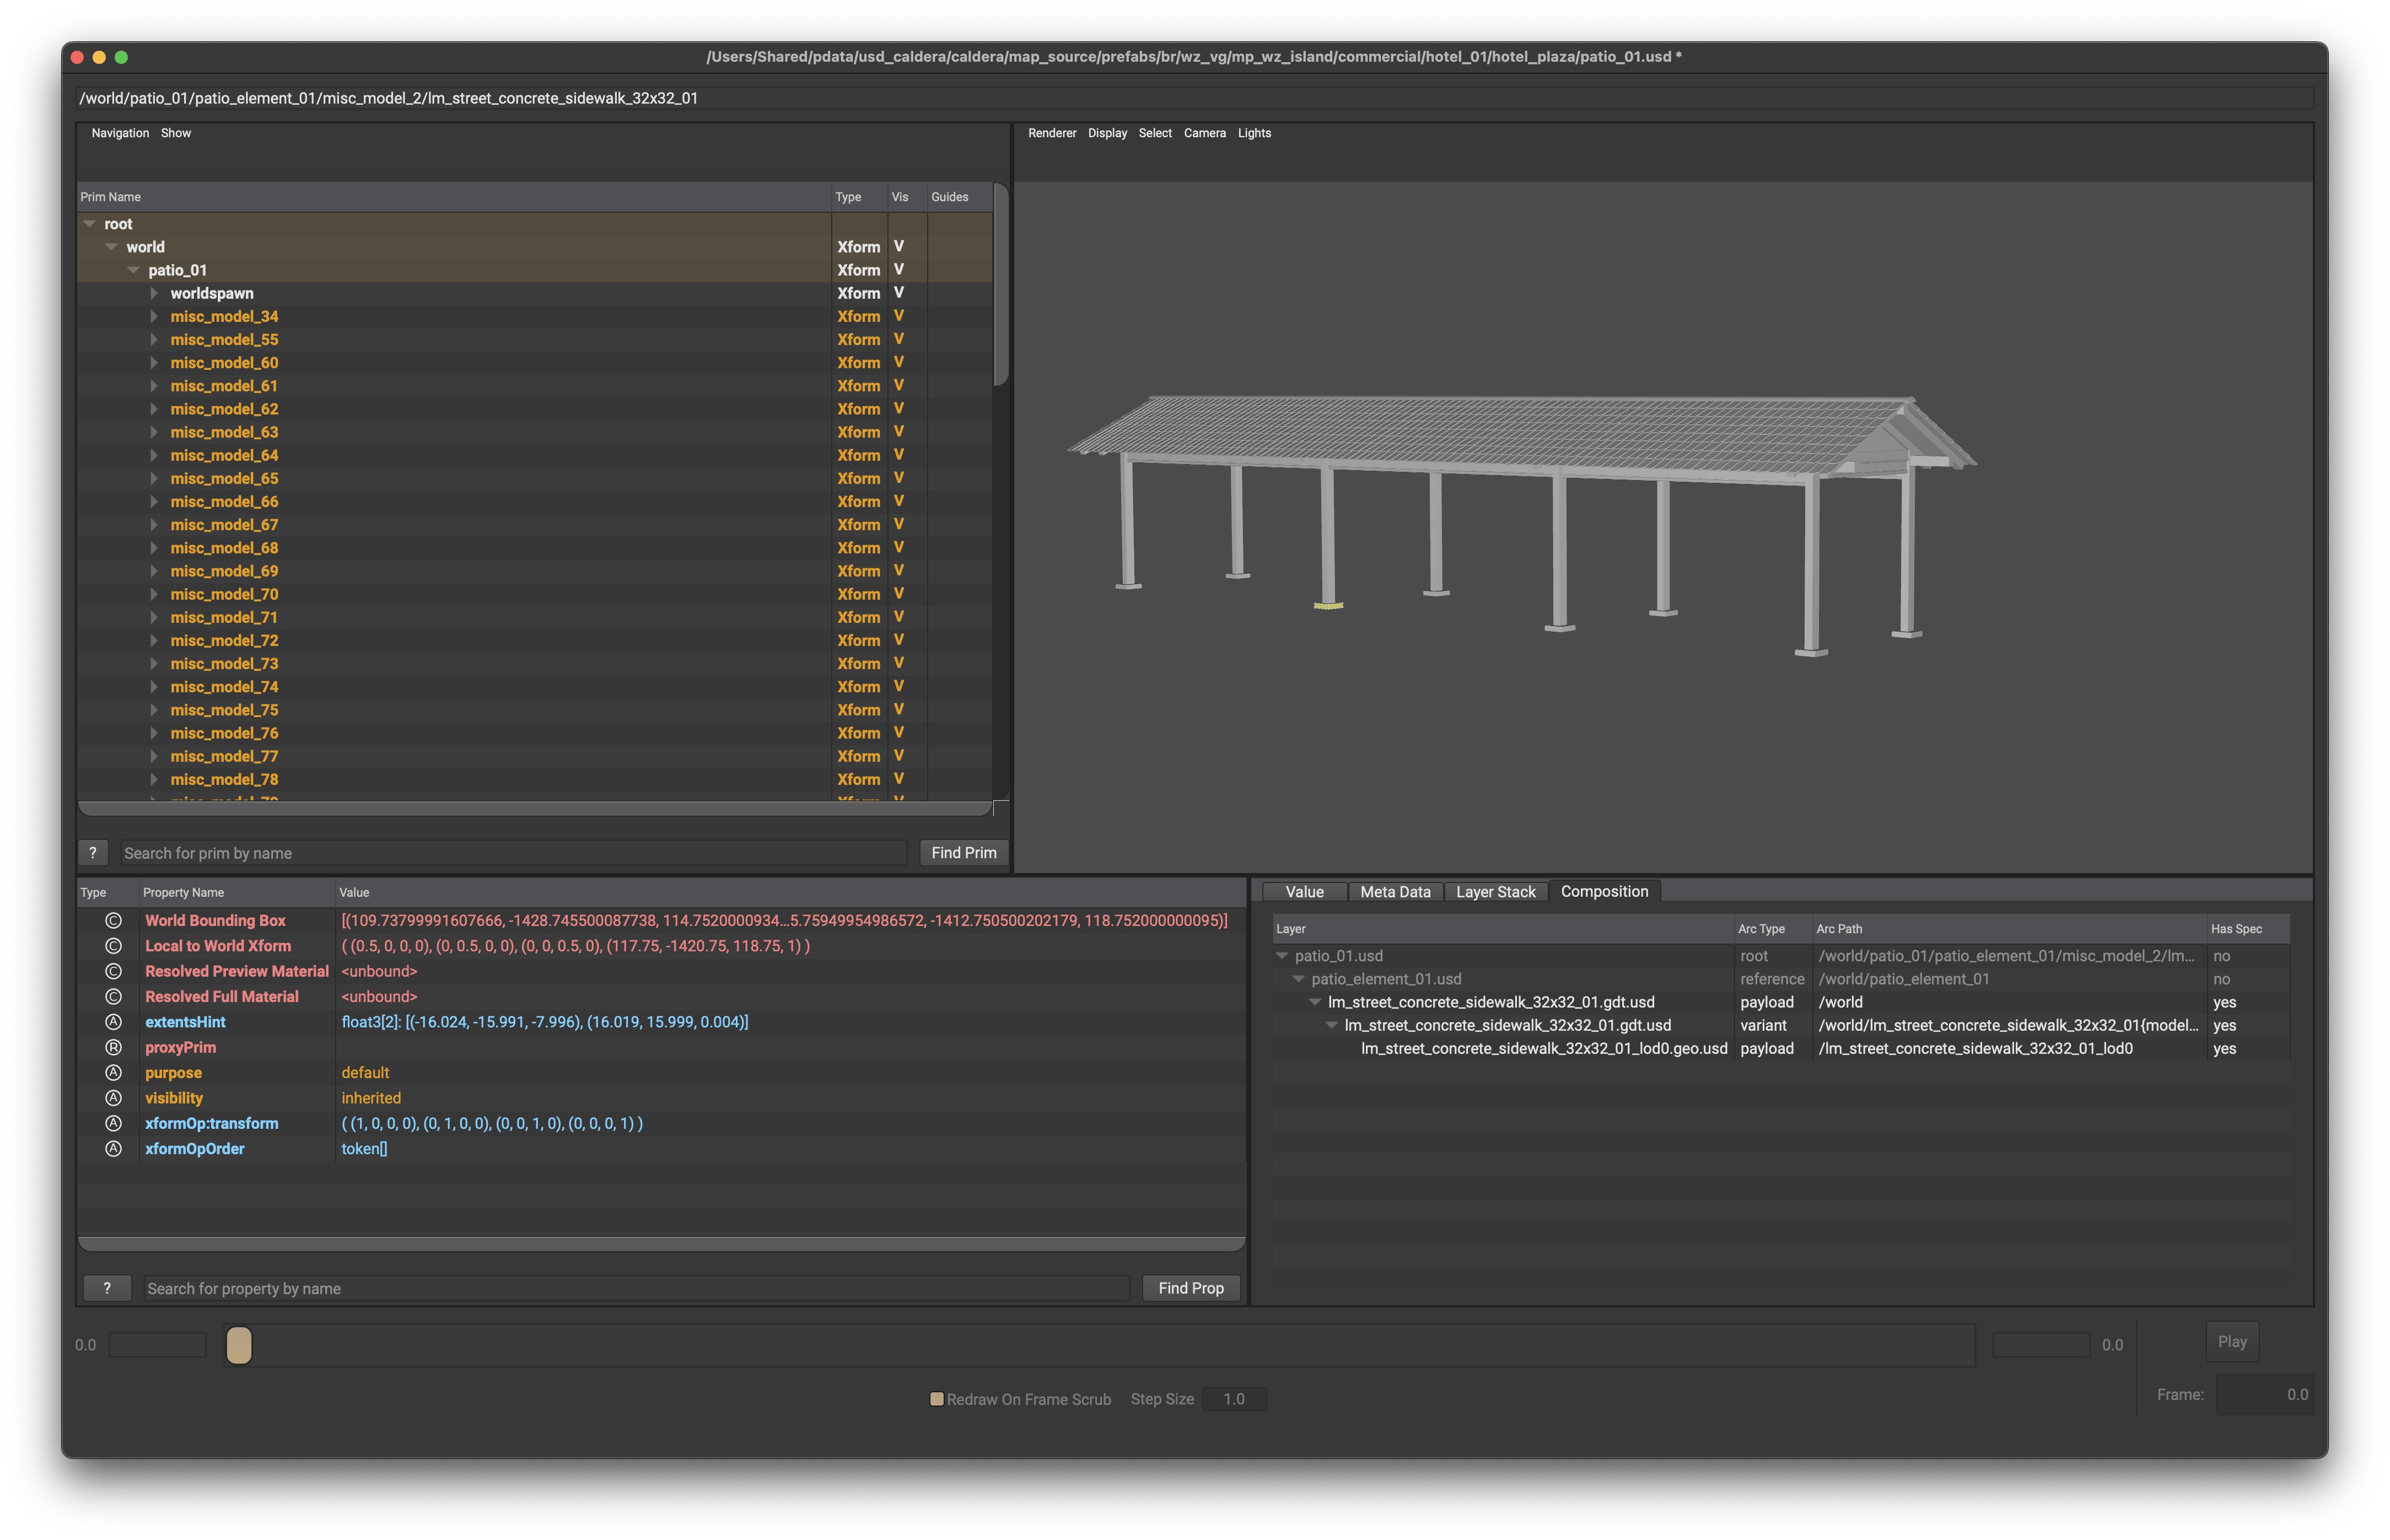 /Users/Shared/pdata/usd_caldera/caldera/map_source/prefabs/br/wz_vg/mp_wz_island/commercial/hotel_01/hotel_plaza/patio_01.usd *
/world/patio_01/patio_element_01/misc_model_2/lm_street_concrete_sidewalk_32x32_01
Navigation Show
Prim Name Type Vis Guides
root
world Xform V
patio_01 Xform V
worldspawn Xform V
misc_model_34 Xform V
misc_model_55 Xform V
misc_model_60 Xform V
misc_model_61 Xform V
misc_model_62 Xform V
misc_model_63 Xform V
misc_model_64 Xform V
misc_model_65 Xform V
misc_model_66 Xform V
misc_model_67 Xform V
misc_model_68 Xform V
misc_model_69 Xform V
misc_model_70 Xform V
misc_model_71 Xform V
misc_model_72 Xform V
misc_model_73 Xform V
misc_model_74 Xform V
misc_model_75 Xform V
misc_model_76 Xform V
misc_model_77 Xform V
misc_model_78 Xform V
? Search for prim by name Find Prim
Renderer Display Select Camera Lights
Type Property Name Value
C World Bounding Box [(109.73799991607666, -1428.745500087738, 114.7520000934...5.75949954986572, -1412.750500202179, 118.752000000095)]
C Local to World Xform ( (0.5, 0, 0, 0), (0, 0.5, 0, 0), (0, 0, 0.5, 0), (117.75, -1420.75, 118.75, 1) )
C Resolved Preview Material <unbound>
C Resolved Full Material <unbound>
A extentsHint float3[2]: [(-16.024, -15.991, -7.996), (16.019, 15.999, 0.004)]
R proxyPrim
A purpose default
A visibility inherited
A xformOp:transform ( (1, 0, 0, 0), (0, 1, 0, 0), (0, 0, 1, 0), (0, 0, 0, 1) )
A xformOpOrder token[]
? Search for property by name Find Prop
Value Meta Data Layer Stack Composition
Layer Arc Type Arc Path Has Spec
patio_01.usd root /world/patio_01/patio_element_01/misc_model_2/lm... no
patio_element_01.usd reference /world/patio_element_01 no
lm_street_concrete_sidewalk_32x32_01.gdt.usd payload /world yes
lm_street_concrete_sidewalk_32x32_01.gdt.usd variant /world/lm_street_concrete_sidewalk_32x32_01{model... yes
lm_street_concrete_sidewalk_32x32_01_lod0.geo.usd payload /lm_street_concrete_sidewalk_32x32_01_lod0 yes
0.0 0.0 Play
Redraw On Frame Scrub Step Size 1.0 Frame: 0.0